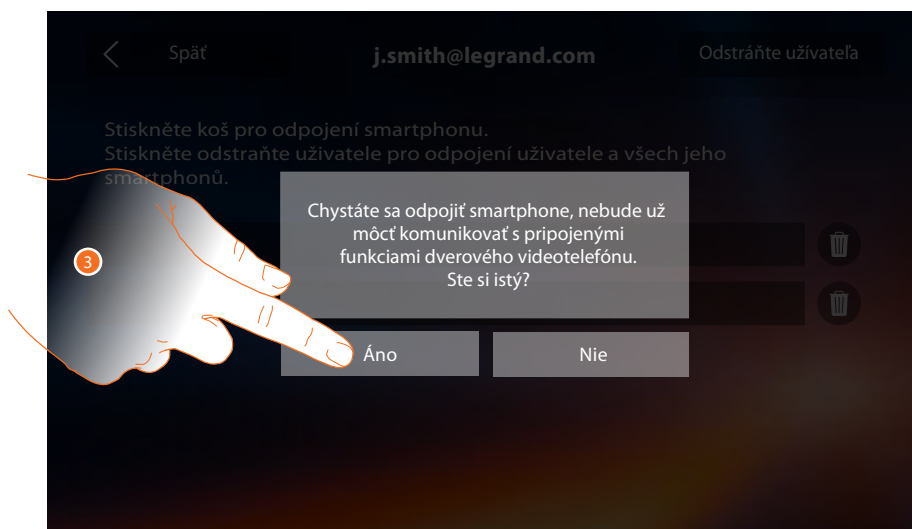 Späť
j.smith@legrand.com
Odstráňte užívateľa
Stiskněte koš pro odpojení smartphonu.
Stiskněte odstraňte uživatele pro odpojení uživatele a všech jeho
smartphonů.
Chystáte sa odpojiť smartphone, nebude už
môcť komunikovať s pripojenými
funkciami dverového videotelefónu.
Ste si istý?
3
Áno
Nie